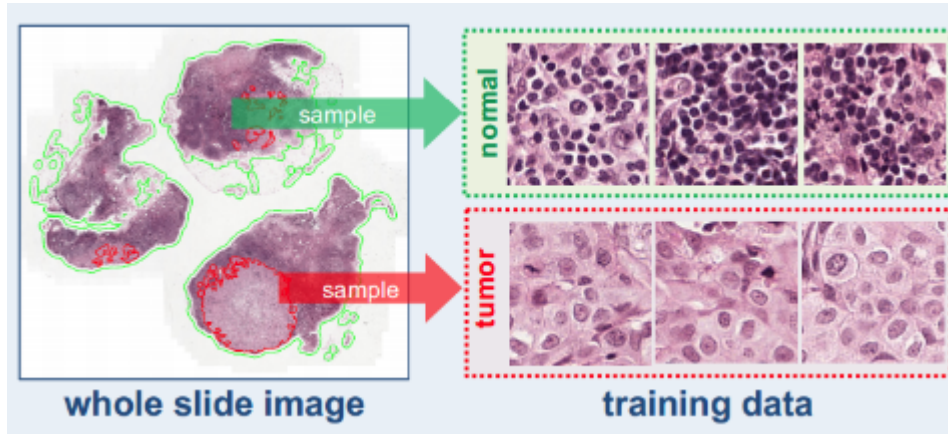 sample
normal
sample
tumor
whole slide image
training data